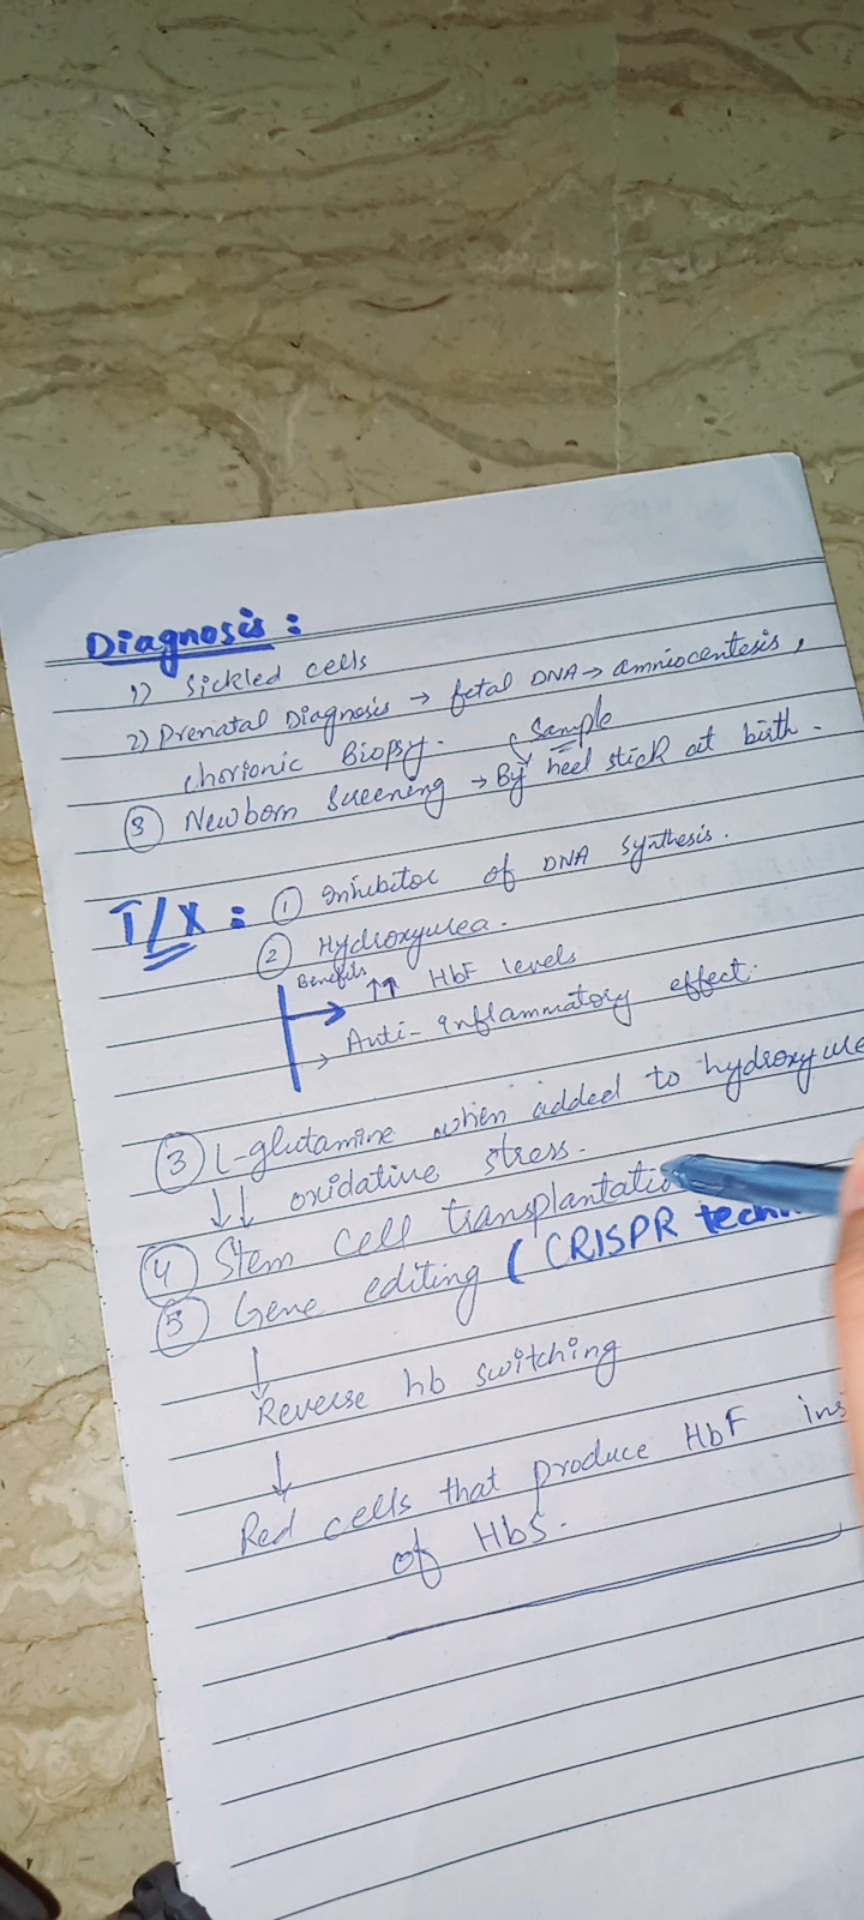 Diagnosis:
1) Sickled cells
2) Prenatal Diagnosis → fetal DNA → amniocentesis,
chorionic Biopsy.
Sample
③ Newborn Screening → By heel stick at birth.
T/X : ① Inhibitor of DNA synthesis.
② Hydroxyurea.
Benefits
→ ↑↑ HbF levels
→ Anti-inflammatory effect.
③ L-glutamine when added to
↓↓ oxidative stress.
④ Stem cell
⑤ Gene editing (CRISPR
↓
Reverse hb switching
↓
Red cells that produce HbF
of HbS.